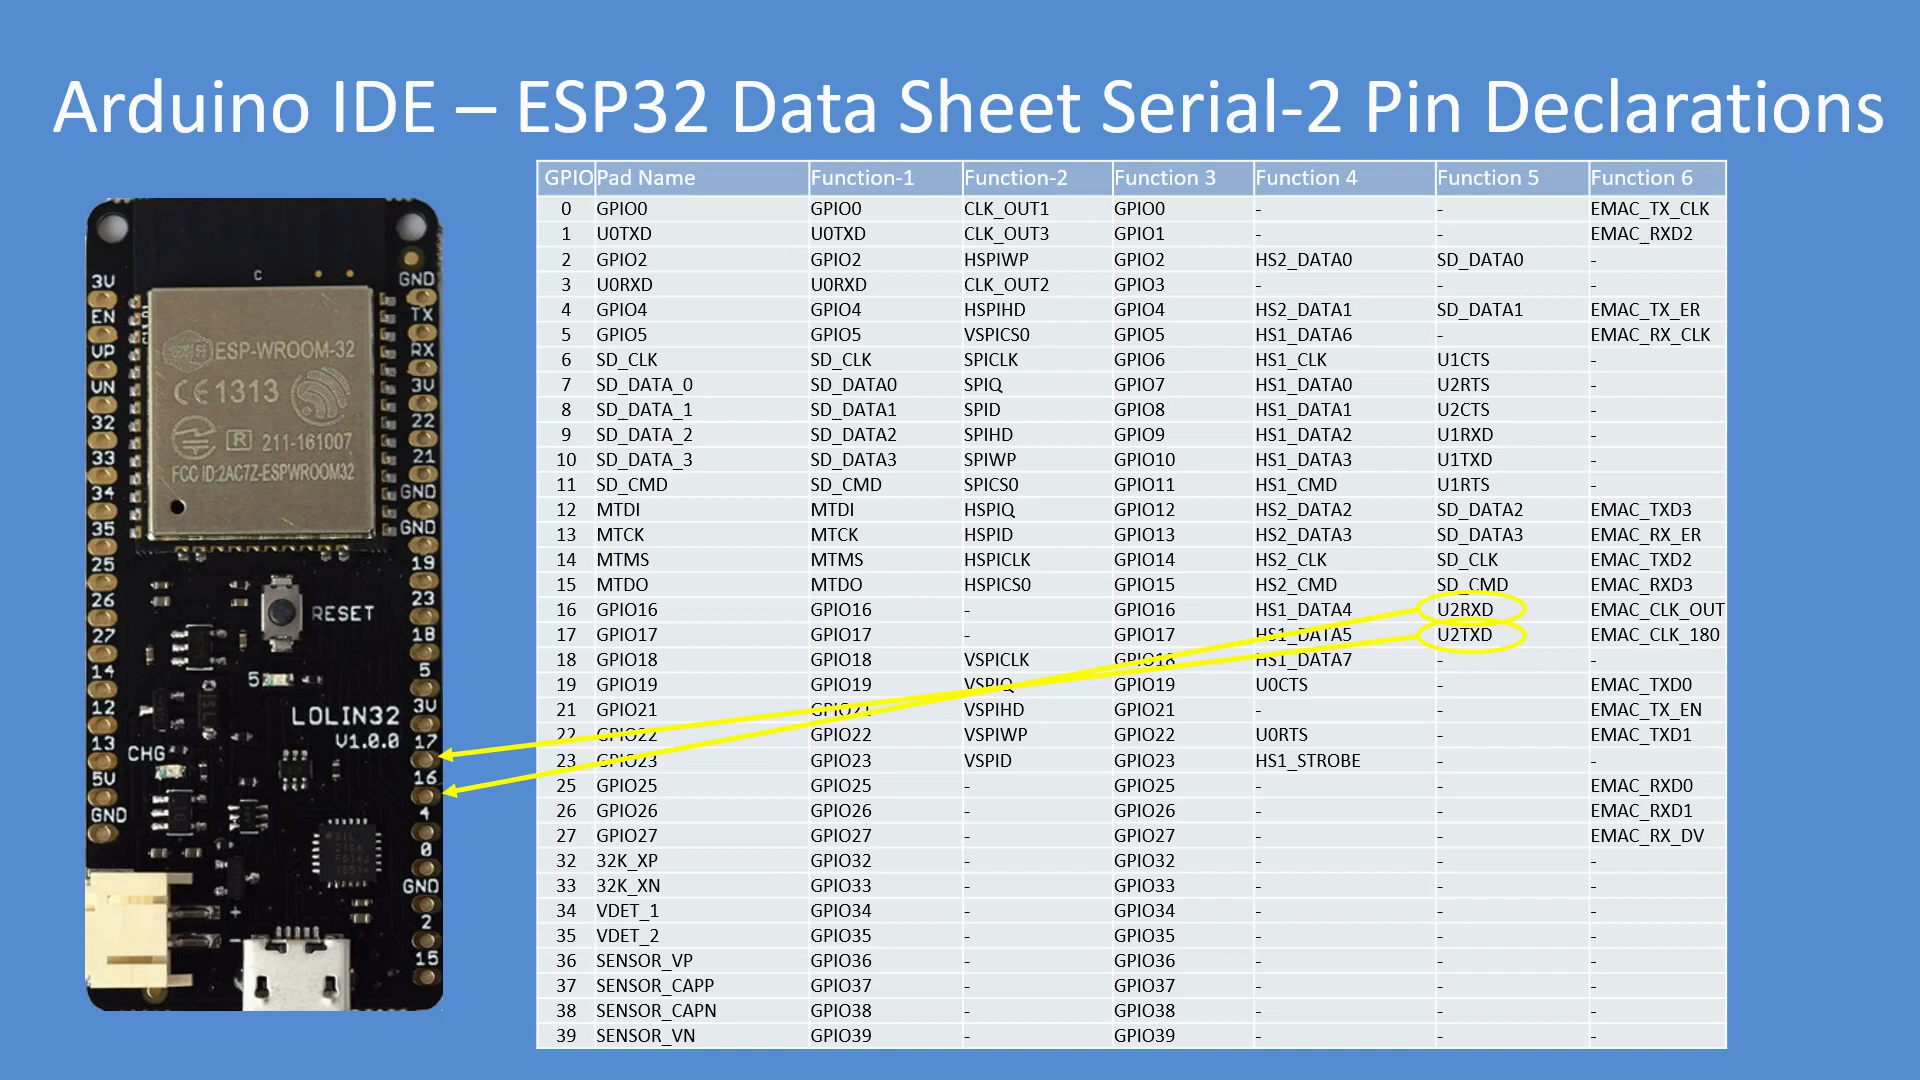 Arduino IDE – ESP32 Data Sheet Serial-2 Pin Declarations
GPIO Pad Name Function-1 Function-2 Function 3 Function 4 Function 5 Function 6
0 GPIO0 GPIO0 CLK_OUT1 GPIO0 - - EMAC_TX_CLK
1 U0TXD U0TXD CLK_OUT3 GPIO1 - - EMAC_RXD2
2 GPIO2 GPIO2 HSPIWP GPIO2 HS2_DATA0 SD_DATA0 -
3 U0RXD U0RXD CLK_OUT2 GPIO3 - - -
4 GPIO4 GPIO4 HSPIHD GPIO4 HS2_DATA1 SD_DATA1 EMAC_TX_ER
5 GPIO5 GPIO5 VSPICS0 GPIO5 HS1_DATA6 - EMAC_RX_CLK
6 SD_CLK SD_CLK SPICLK GPIO6 HS1_CLK U1CTS -
7 SD_DATA_0 SD_DATA0 SPIQ GPIO7 HS1_DATA0 U2RTS -
8 SD_DATA_1 SD_DATA1 SPID GPIO8 HS1_DATA1 U2CTS -
9 SD_DATA_2 SD_DATA2 SPIHD GPIO9 HS1_DATA2 U1RXD -
10 SD_DATA_3 SD_DATA3 SPIWP GPIO10 HS1_DATA3 U1TXD -
11 SD_CMD SD_CMD SPICS0 GPIO11 HS1_CMD U1RTS -
12 MTDI MTDI HSPIQ GPIO12 HS2_DATA2 SD_DATA2 EMAC_TXD3
13 MTCK MTCK HSPID GPIO13 HS2_DATA3 SD_DATA3 EMAC_RX_ER
14 MTMS MTMS HSPICLK GPIO14 HS2_CLK SD_CLK EMAC_TXD2
15 MTDO MTDO HSPICS0 GPIO15 HS2_CMD SD_CMD EMAC_RXD3
16 GPIO16 GPIO16 - GPIO16 HS1_DATA4 U2RXD EMAC_CLK_OUT
17 GPIO17 GPIO17 - GPIO17 HS1_DATA5 U2TXD EMAC_CLK_180
18 GPIO18 GPIO18 VSPICLK GPIO18 HS1_DATA7 - -
19 GPIO19 GPIO19 VSPIQ GPIO19 U0CTS - EMAC_TXD0
21 GPIO21 GPIO21 VSPIHD GPIO21 - - EMAC_TX_EN
22 GPIO22 GPIO22 VSPIWP GPIO22 U0RTS - EMAC_TXD1
23 GPIO23 GPIO23 VSPID GPIO23 HS1_STROBE - -
25 GPIO25 GPIO25 - GPIO25 - - EMAC_RXD0
26 GPIO26 GPIO26 - GPIO26 - - EMAC_RXD1
27 GPIO27 GPIO27 - GPIO27 - - EMAC_RX_DV
32 32K_XP GPIO32 - GPIO32 - - -
33 32K_XN GPIO33 - GPIO33 - - -
34 VDET_1 GPIO34 - GPIO34 - - -
35 VDET_2 GPIO35 - GPIO35 - - -
36 SENSOR_VP GPIO36 - GPIO36 - - -
37 SENSOR_CAPP GPIO37 - GPIO37 - - -
38 SENSOR_CAPN GPIO38 - GPIO38 - - -
39 SENSOR_VN GPIO39 - GPIO39 - - -
3V
EN
VP
VN
32
33
34
35
25
26
27
14
12
13
5V
GND
C
ESP-WROOM-32
CE 1313
R 211-161007
FCC ID:2AC7Z-ESPWROOM32
RESET
5
LOLIN32
V1.0.0
CHG
+
-
GND
TX
RX
3V
22
21
GND
GND
19
23
18
5
3V
17
16
4
0
GND
2
15